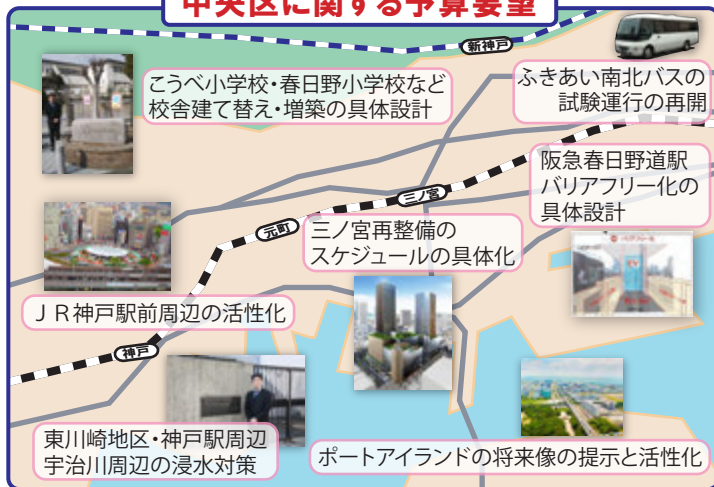 中央区に関する予算要望
新神戸
こうべ小学校・春日野小学校など
校舎建て替え・増築の具体設計
ふきあい南北バスの
試験運行の再開
阪急春日野道駅
バリアフリー化の
具体設計
三ノ宮
元町
三ノ宮再整備の
スケジュールの具体化
ＪＲ神戸駅前周辺の活性化
神戸
東川崎地区・神戸駅周辺
宇治川周辺の浸水対策
ポートアイランドの将来像の提示と活性化